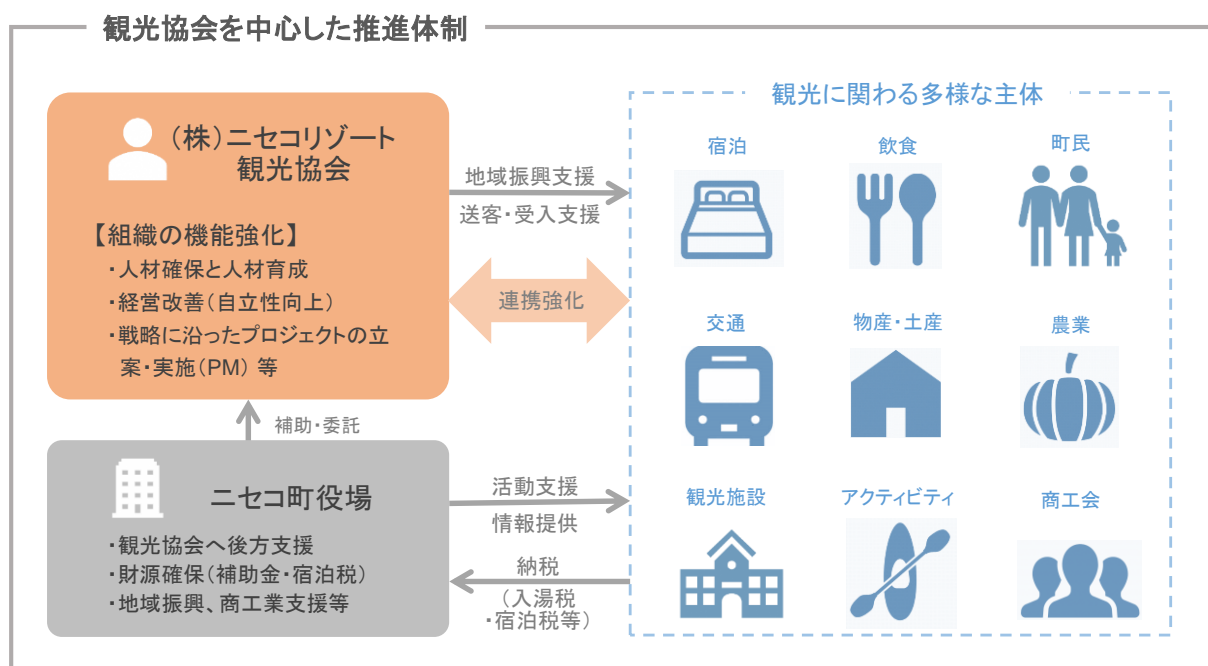 観光協会を中心した推進体制
(株)ニセコリゾート
観光協会
【組織の機能強化】
・人材確保と人材育成
・経営改善(自立性向上)
・戦略に沿ったプロジェクトの立
案・実施(PM) 等
補助・委託
ニセコ町役場
・観光協会へ後方支援
・財源確保(補助金・宿泊税)
・地域振興、商工業支援等
地域振興支援
送客・受入支援
連携強化
活動支援
情報提供
納税
(入湯税
・宿泊税等)
観光に関わる多様な主体
宿泊
飲食
町民
交通
物産・土産
農業
観光施設
アクティビティ
商工会